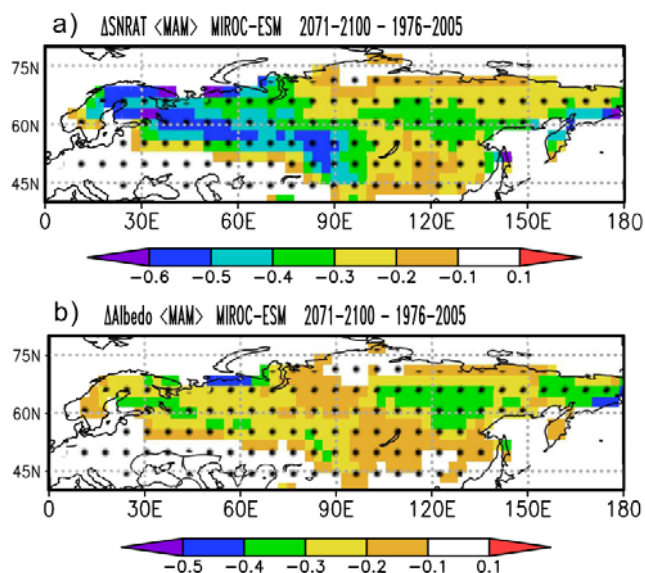 a) ΔSNRAT <MAM> MIROC-ESM 2071-2100 - 1976-2005
75N
60N
45N
0 30E 60E 90E 120E 150E 180
−0.6 −0.5 −0.4 −0.3 −0.2 −0.1 0.1
b) ΔAlbedo <MAM> MIROC-ESM 2071-2100 - 1976-2005
75N
60N
45N
0 30E 60E 90E 120E 150E 180
−0.5 −0.4 −0.3 −0.2 −0.1 0.1